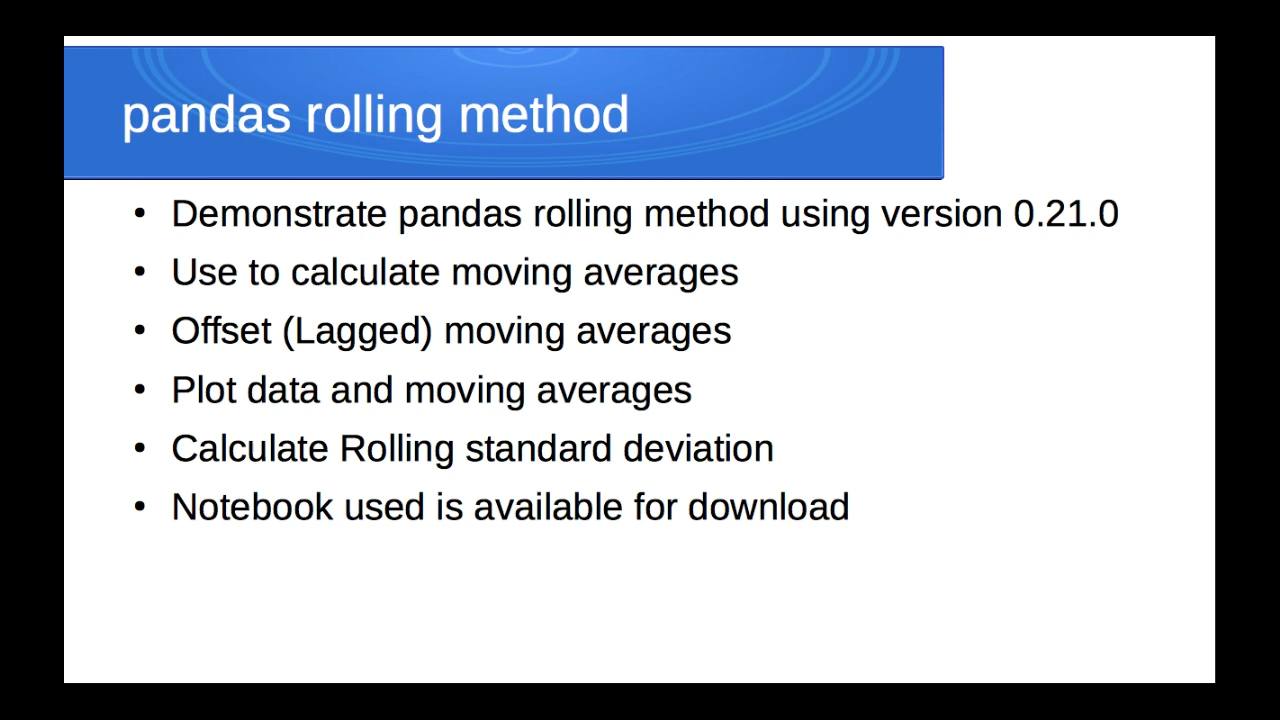 pandas rolling method
• Demonstrate pandas rolling method using version 0.21.0
• Use to calculate moving averages
• Offset (Lagged) moving averages
• Plot data and moving averages
• Calculate Rolling standard deviation
• Notebook used is available for download